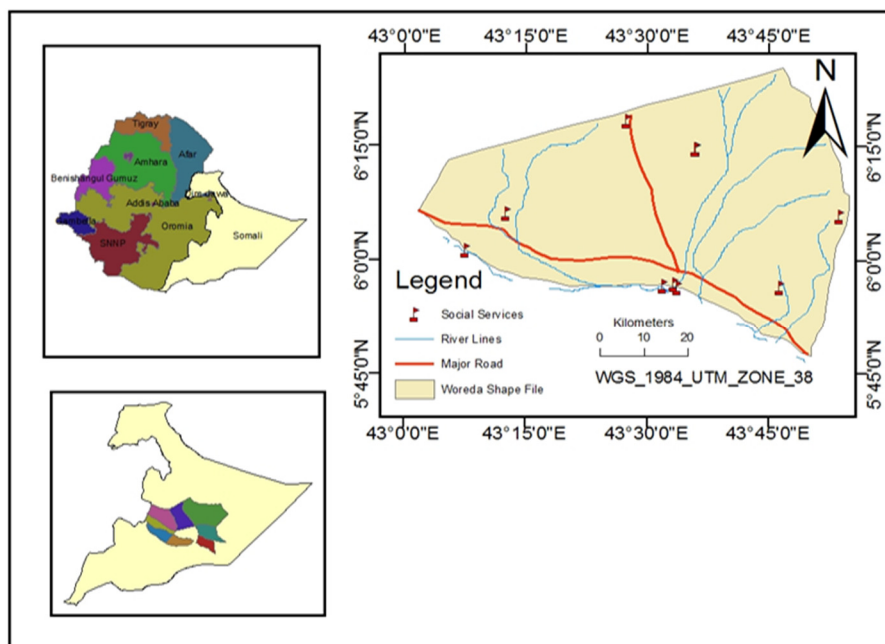 Tigray
Afar
Amhara
Benishangul Gumuz
Addis Ababa
Oromia
SNNP
Somali
43°0'0"E 43°15'0"E 43°30'0"E 43°45'0"E
N
6°15'0"N 6°15'0"N
6°0'0"N 6°0'0"N
5°45'0"N 5°45'0"N
Legend
Social Services
River Lines
Major Road
Woreda Shape File
Kilometers
0 10 20
WGS_1984_UTM_ZONE_38
43°0'0"E 43°15'0"E 43°30'0"E 43°45'0"E